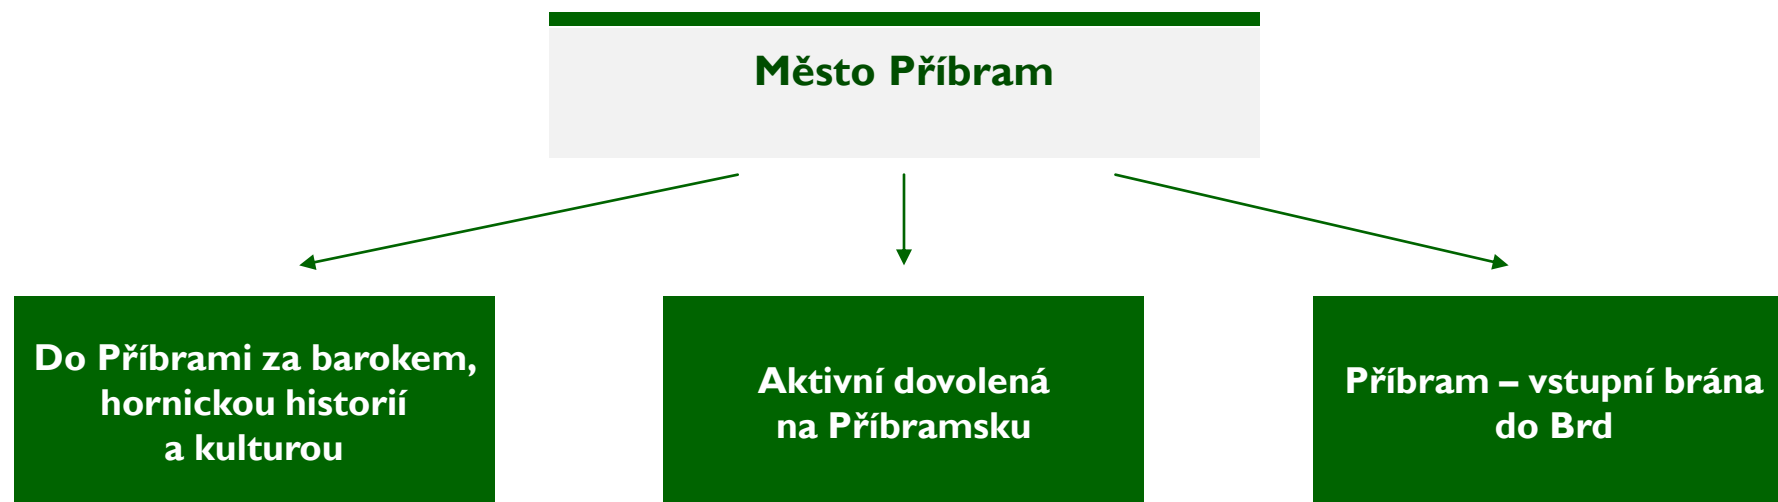 Město Příbram
Do Příbrami za barokem,
hornickou historií
a kulturou
Aktivní dovolená
na Příbramsku
Příbram – vstupní brána
do Brd